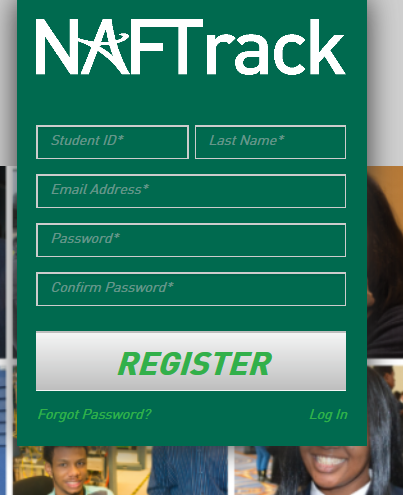 NAFTrack
Student ID* Last Name*
Email Address*
Password*
Confirm Password*
REGISTER
Forgot Password? Log In